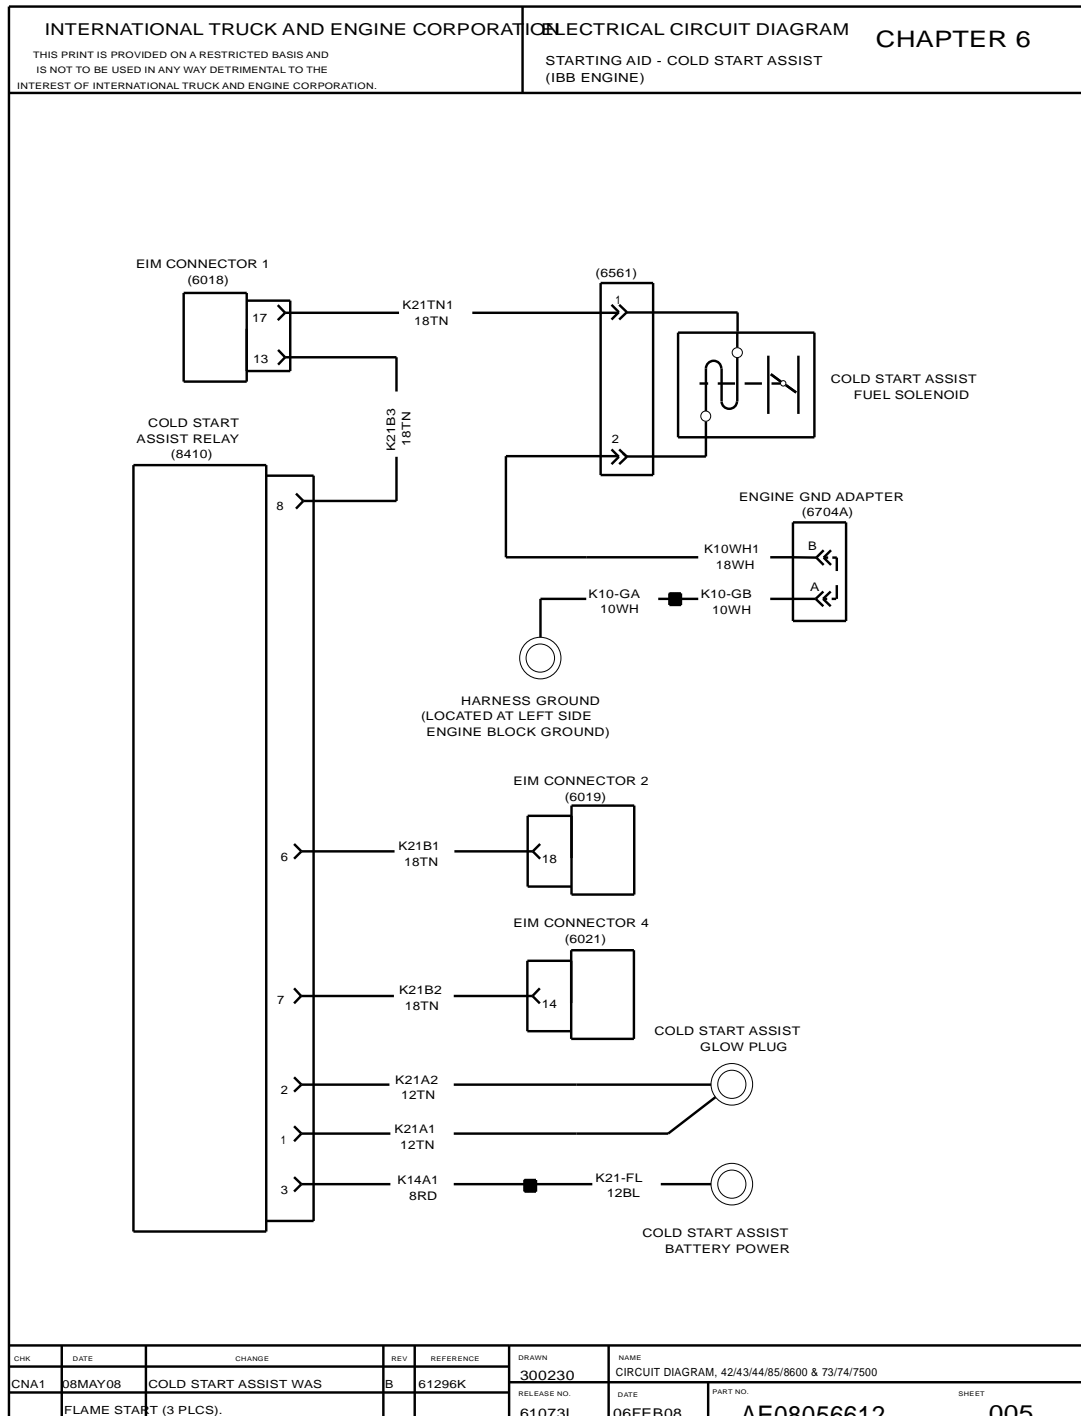 INTERNATIONAL TRUCK AND ENGINE CORPORATION
THIS PRINT IS PROVIDED ON A RESTRICTED BASIS AND
IS NOT TO BE USED IN ANY WAY DETRIMENTAL TO THE
INTEREST OF INTERNATIONAL TRUCK AND ENGINE CORPORATION.
ELECTRICAL CIRCUIT DIAGRAM
STARTING AID - COLD START ASSIST
(IBB ENGINE)
CHAPTER 6
EIM CONNECTOR 1
(6018)
17
13
K21TN1
18TN
(6561)
1
2
COLD START ASSIST
FUEL SOLENOID
K21B3
18TN
COLD START
ASSIST RELAY
(8410)
8
ENGINE GND ADAPTER
(6704A)
B
A
K10WH1
18WH
K10-GA
10WH
K10-GB
10WH
HARNESS GROUND
(LOCATED AT LEFT SIDE
ENGINE BLOCK GROUND)
EIM CONNECTOR 2
(6019)
6
K21B1
18TN
18
EIM CONNECTOR 4
(6021)
7
K21B2
18TN
14
COLD START ASSIST
GLOW PLUG
2
K21A2
12TN
1
K21A1
12TN
3
K14A1
8RD
K21-FL
12BL
COLD START ASSIST
BATTERY POWER
CHK DATE CHANGE REV REFERENCE
CNA1 08MAY08 COLD START ASSIST WAS B 61296K
FLAME START (3 PLCS).
DRAWN
300230
NAME
CIRCUIT DIAGRAM, 42/43/44/85/8600 & 73/74/7500
RELEASE NO.
DATE
06FEB08
PART NO.
AE08056612
SHEET
005